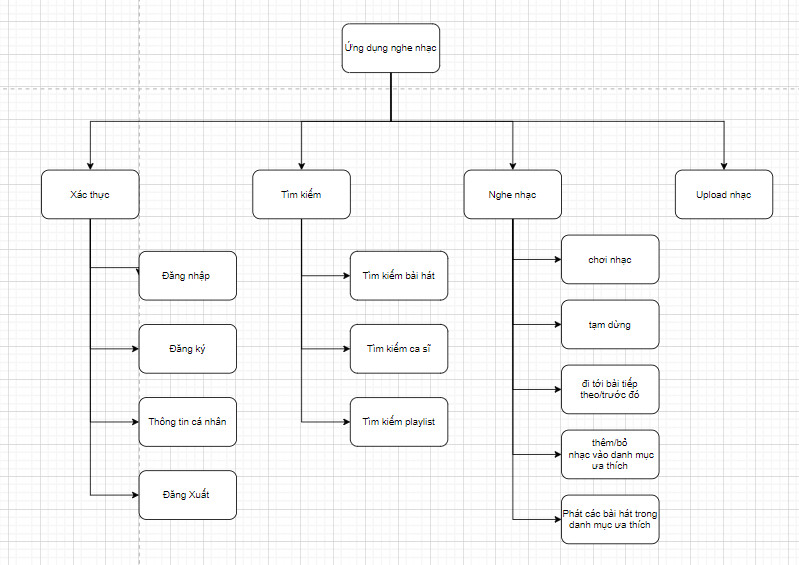 Ứng dụng nghe nhạc
Xác thực
Tìm kiếm
Nghe nhạc
Upload nhạc
Đăng nhập
Đăng ký
Thông tin cá nhân
Đăng Xuất
Tìm kiếm bài hát
Tìm kiếm ca sĩ
Tìm kiếm playlist
chơi nhạc
tạm dừng
đi tới bài tiếp
theo/trước đó
thêm/bỏ
nhạc vào danh mục
ưa thích
Phát các bài hát trong
danh mục ưa thích